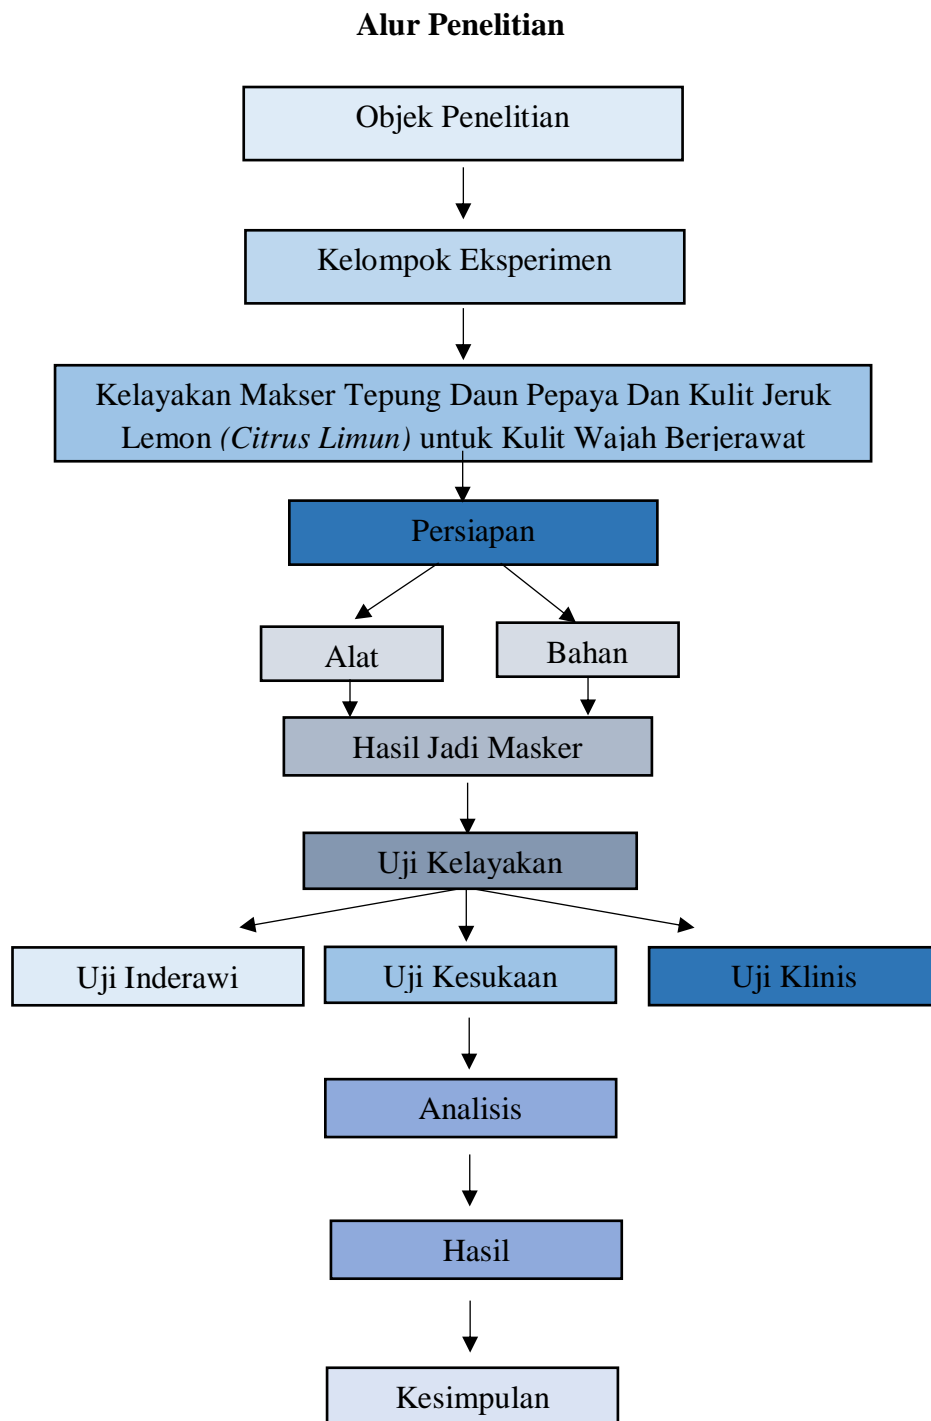 Alur Penelitian
Objek Penelitian
Kelompok Eksperimen
Kelayakan Makser Tepung Daun Pepaya Dan Kulit Jeruk
Lemon (Citrus Limun) untuk Kulit Wajah Berjerawat
Persiapan
Alat
Bahan
Hasil Jadi Masker
Uji Kelayakan
Uji Inderawi
Uji Kesukaan
Uji Klinis
Analisis
Hasil
Kesimpulan